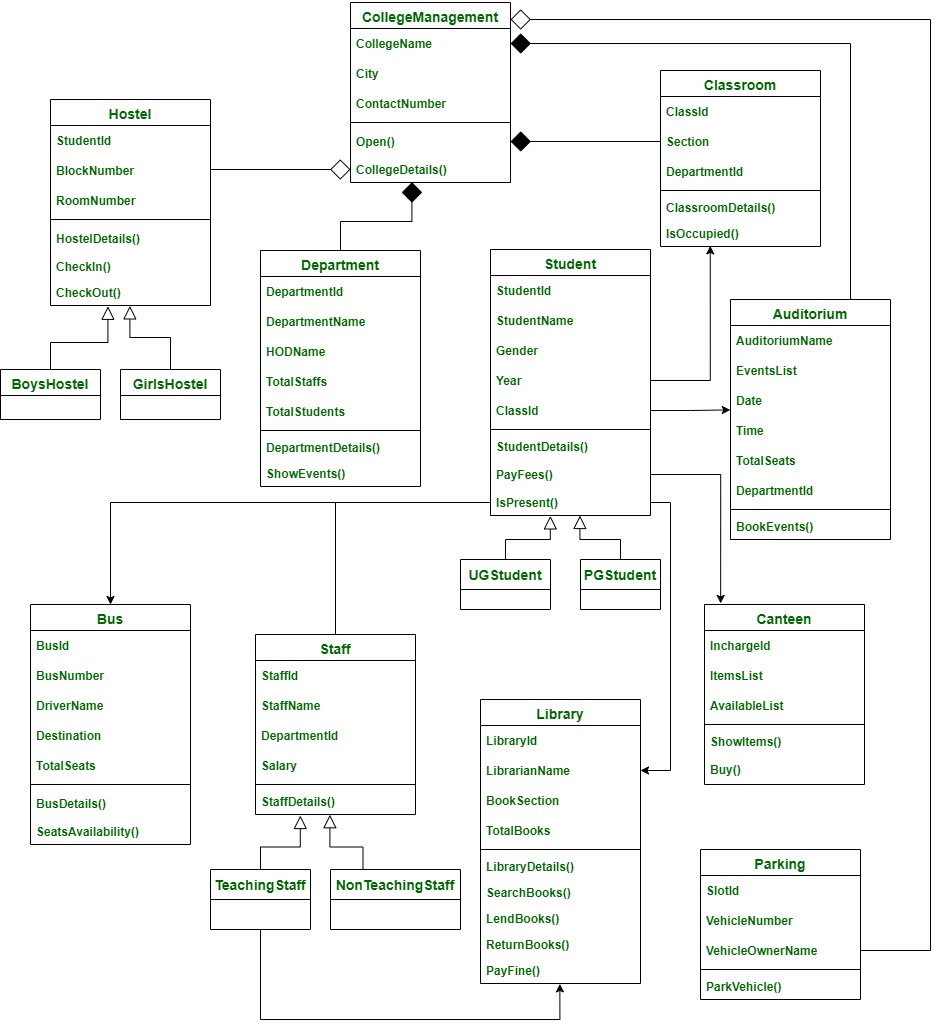 CollegeManagement
CollegeName
City
ContactNumber
Open()
CollegeDetails()
Classroom
ClassId
Section
DepartmentId
ClassroomDetails()
IsOccupied()
Hostel
StudentId
BlockNumber
RoomNumber
HostelDetails()
CheckIn()
CheckOut()
BoysHostel
GirlsHostel
Department
DepartmentId
DepartmentName
HODName
TotalStaffs
TotalStudents
DepartmentDetails()
ShowEvents()
Student
StudentId
StudentName
Gender
Year
ClassId
StudentDetails()
PayFees()
IsPresent()
UGStudent
PGStudent
Auditorium
AuditoriumName
EventsList
Date
Time
TotalSeats
DepartmentId
BookEvents()
Bus
BusId
BusNumber
DriverName
Destination
TotalSeats
BusDetails()
SeatsAvailability()
Staff
StaffId
StaffName
DepartmentId
Salary
StaffDetails()
TeachingStaff
NonTeachingStaff
Library
LibraryId
LibrarianName
BookSection
TotalBooks
LibraryDetails()
SearchBooks()
LendBooks()
ReturnBooks()
PayFine()
Canteen
InchargeId
ItemsList
AvailableList
ShowItems()
Buy()
Parking
SlotId
VehicleNumber
VehicleOwnerName
ParkVehicle()